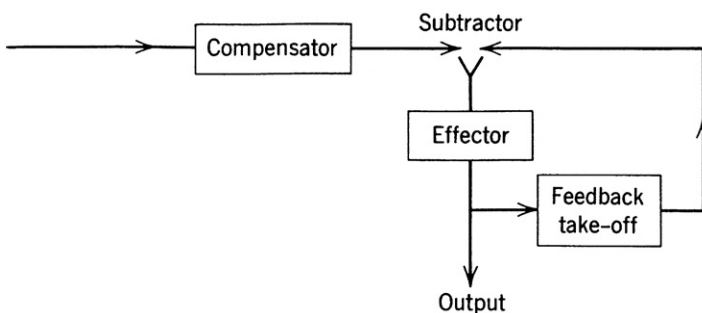 Subtractor
Compensator
Effector
Feedback
take-off
Output